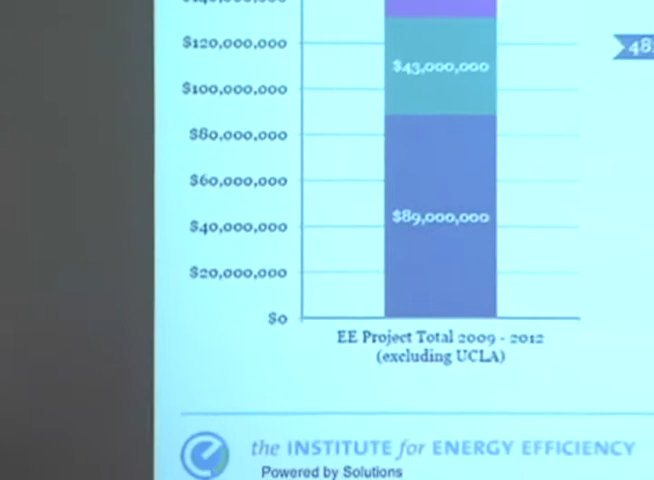 $120,000,000
$43,000,000
48
$100,000,000
$80,000,000
$60,000,000
$89,000,000
$40,000,000
$20,000,000
$0
EE Project Total 2009 - 2012
(excluding UCLA)
the INSTITUTE for ENERGY EFFICIENCY
Powered by Solutions